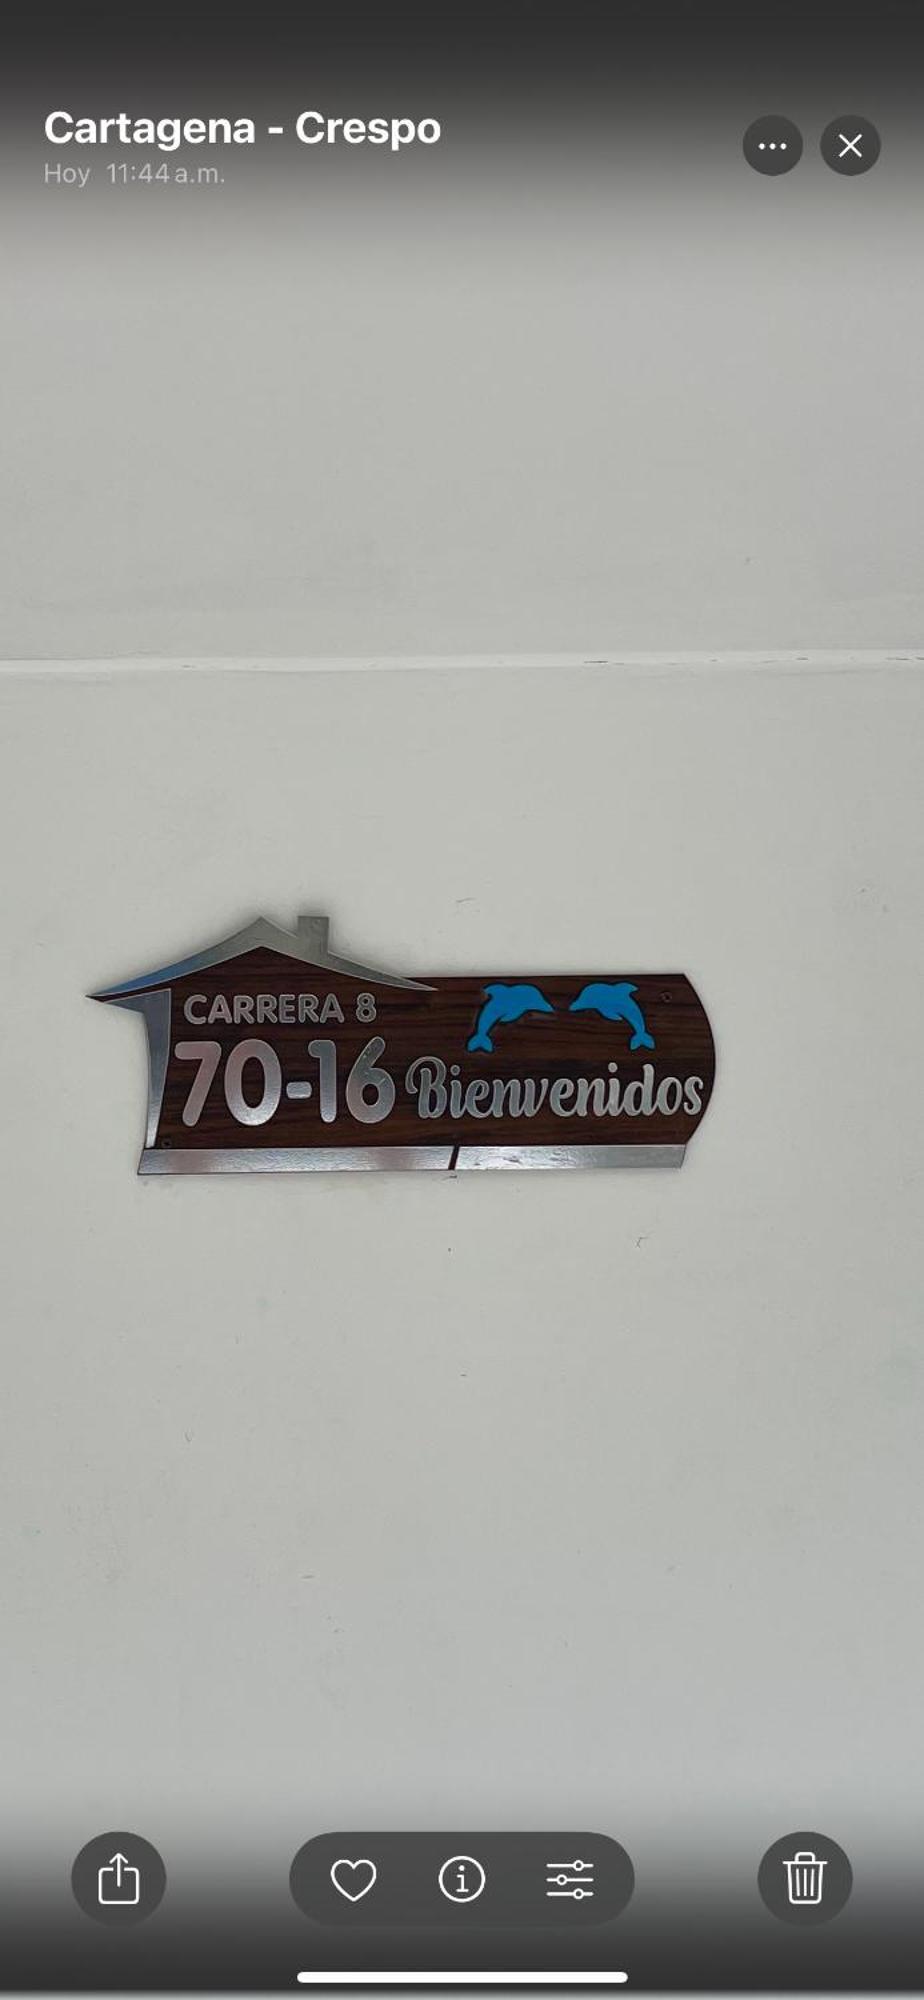 Cartagena - Crespo
Hoy 11:44 a.m.
CARRERA 8
70-16 Bienvenidos